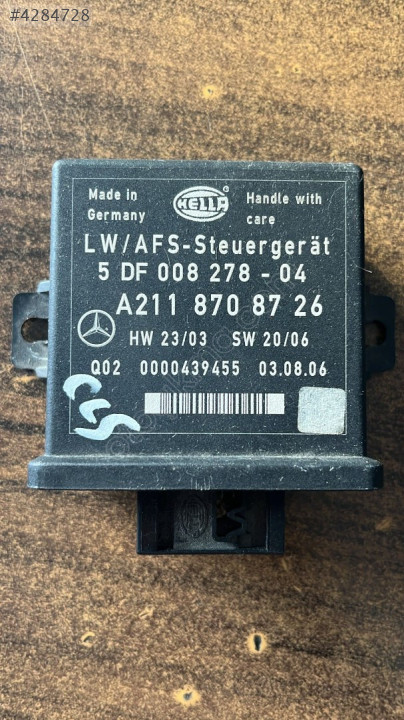 #4284728
Made in
Germany
HELLA
Handle with
care
LW/AFS-Steuergerät
5 DF 008 278 - 04
A211 870 87 26
HW 23/03 SW 20/06
Q02 0000439455 03.08.06